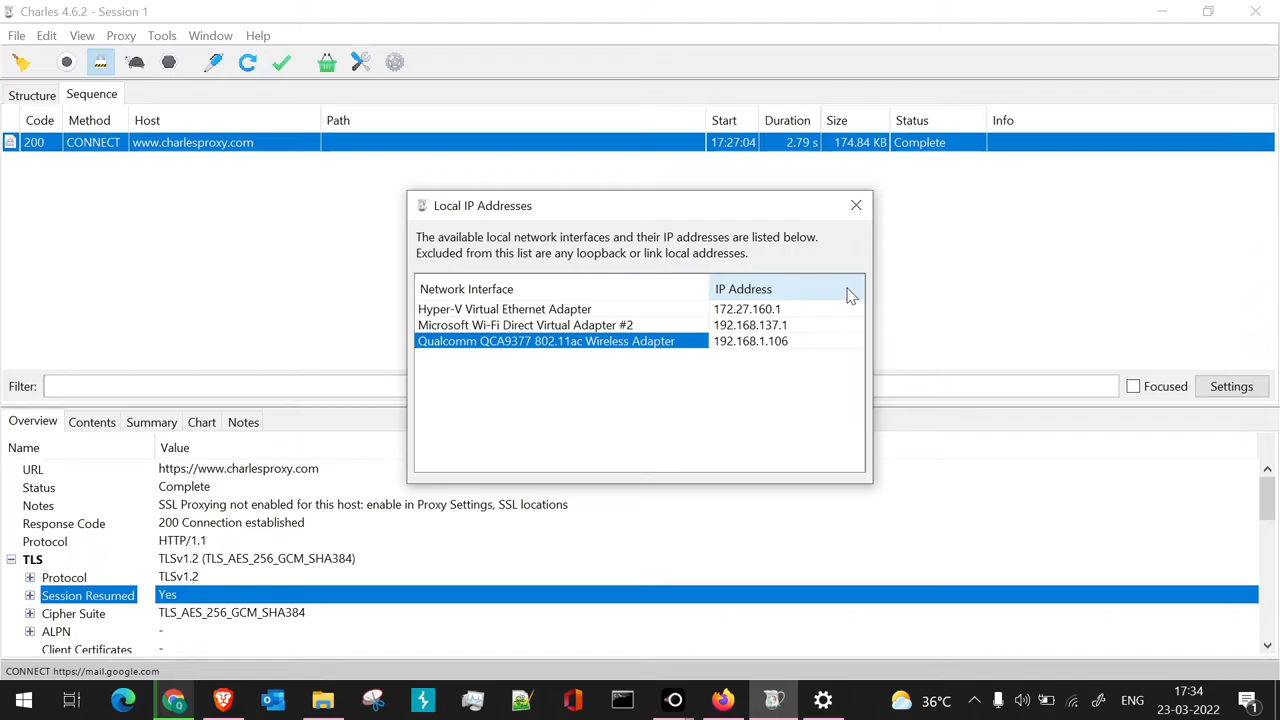 Charles 4.6.2 - Session 1
File Edit View Proxy Tools Window Help
Structure Sequence
Code Method Host Path Start Duration Size Status Info
200 CONNECT www.charlesproxy.com 17:27:04 2.79 s 174.84 KB Complete
Local IP Addresses
The available local network interfaces and their IP addresses are listed below.
Excluded from this list are any loopback or link local addresses.
Network Interface IP Address
Hyper-V Virtual Ethernet Adapter 172.27.160.1
Microsoft Wi-Fi Direct Virtual Adapter #2 192.168.137.1
Qualcomm QCA9377 802.11ac Wireless Adapter 192.168.1.106
Filter: Focused Settings
Overview Contents Summary Chart Notes
Name Value
URL https://www.charlesproxy.com
Status Complete
Notes SSL Proxying not enabled for this host: enable in Proxy Settings, SSL locations
Response Code 200 Connection established
Protocol HTTP/1.1
TLS TLSv1.2 (TLS_AES_256_GCM_SHA384)
Protocol TLSv1.2
Session Resumed Yes
Cipher Suite TLS_AES_256_GCM_SHA384
ALPN -
Client Certificates -
CONNECT https://mail.google.com
36°C ENG 17:34
23-03-2022 1